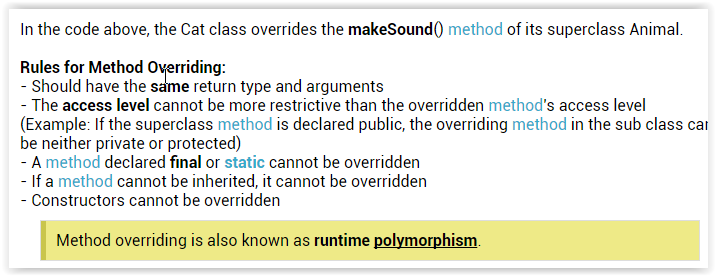 In the code above, the Cat class overrides the makeSound() method of its superclass Animal.
Rules for Method Overriding:
- Should have the same return type and arguments
- The access level cannot be more restrictive than the overridden method's access level
(Example: If the superclass method is declared public, the overriding method in the sub class can
be neither private or protected)
- A method declared final or static cannot be overridden
- If a method cannot be inherited, it cannot be overridden
- Constructors cannot be overridden
Method overriding is also known as runtime polymorphism.